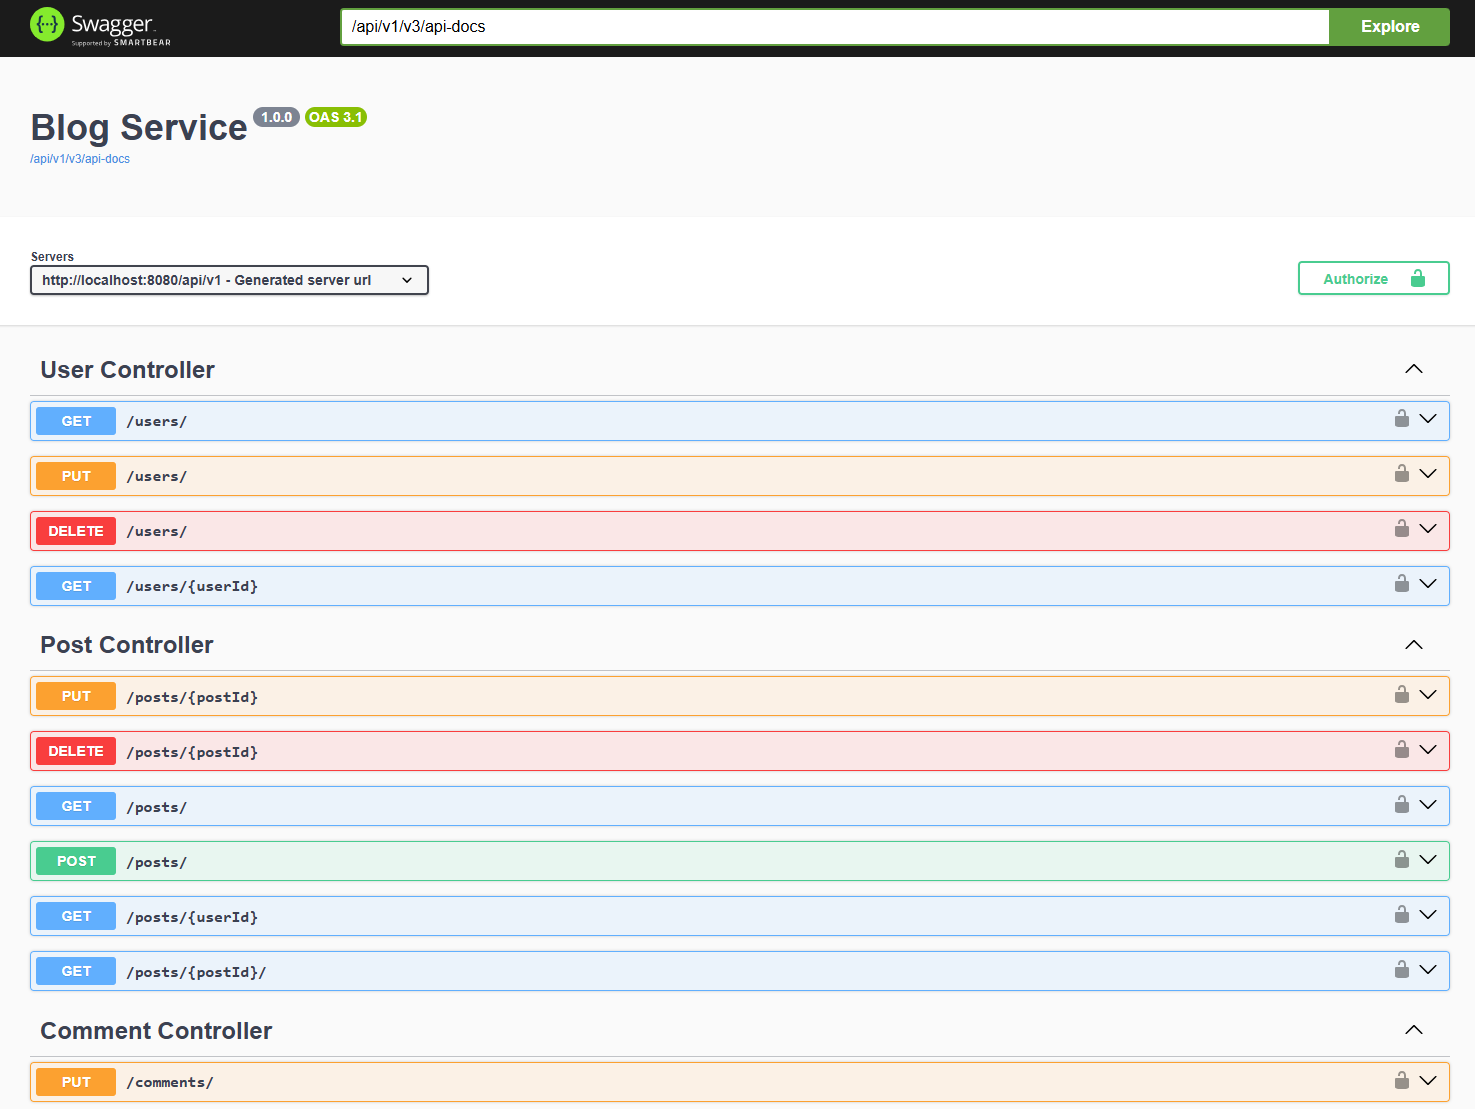 Swagger
Supported by SMARTBEAR
/api/v1/v3/api-docs
Explore
Blog Service 1.0.0 OAS 3.1
/api/v1/v3/api-docs
Servers
http://localhost:8080/api/v1 - Generated server url
Authorize
User Controller
GET /users/
PUT /users/
DELETE /users/
GET /users/{userId}
Post Controller
PUT /posts/{postId}
DELETE /posts/{postId}
GET /posts/
POST /posts/
GET /posts/{userId}
GET /posts/{postId}/
Comment Controller
PUT /comments/